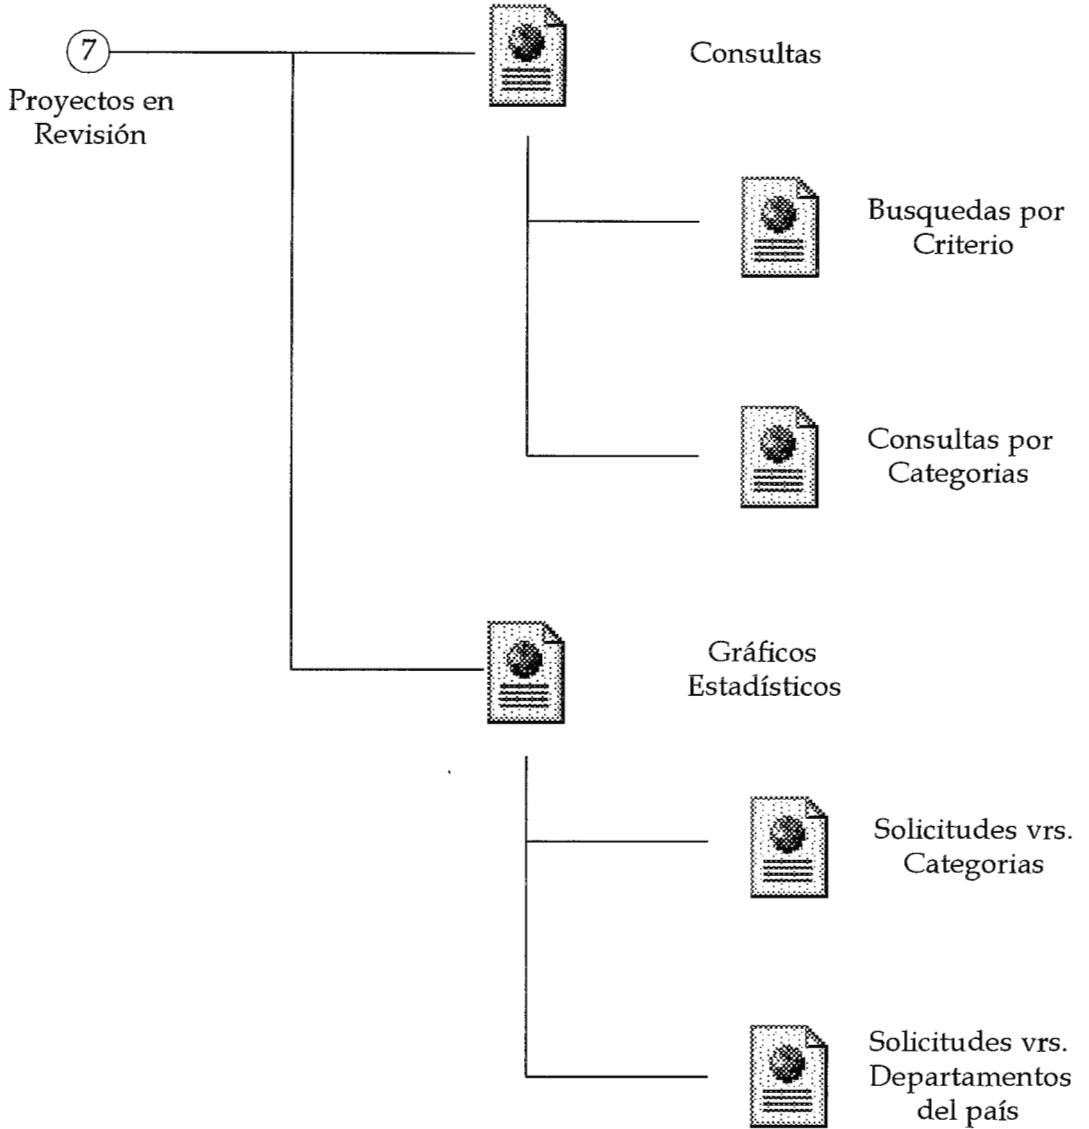 7
Proyectos en
Revisión
Consultas
Busquedas por
Criterio
Consultas por
Categorias
Gráficos
Estadísticos
Solicitudes vrs.
Categorias
Solicitudes vrs.
Departamentos
del país